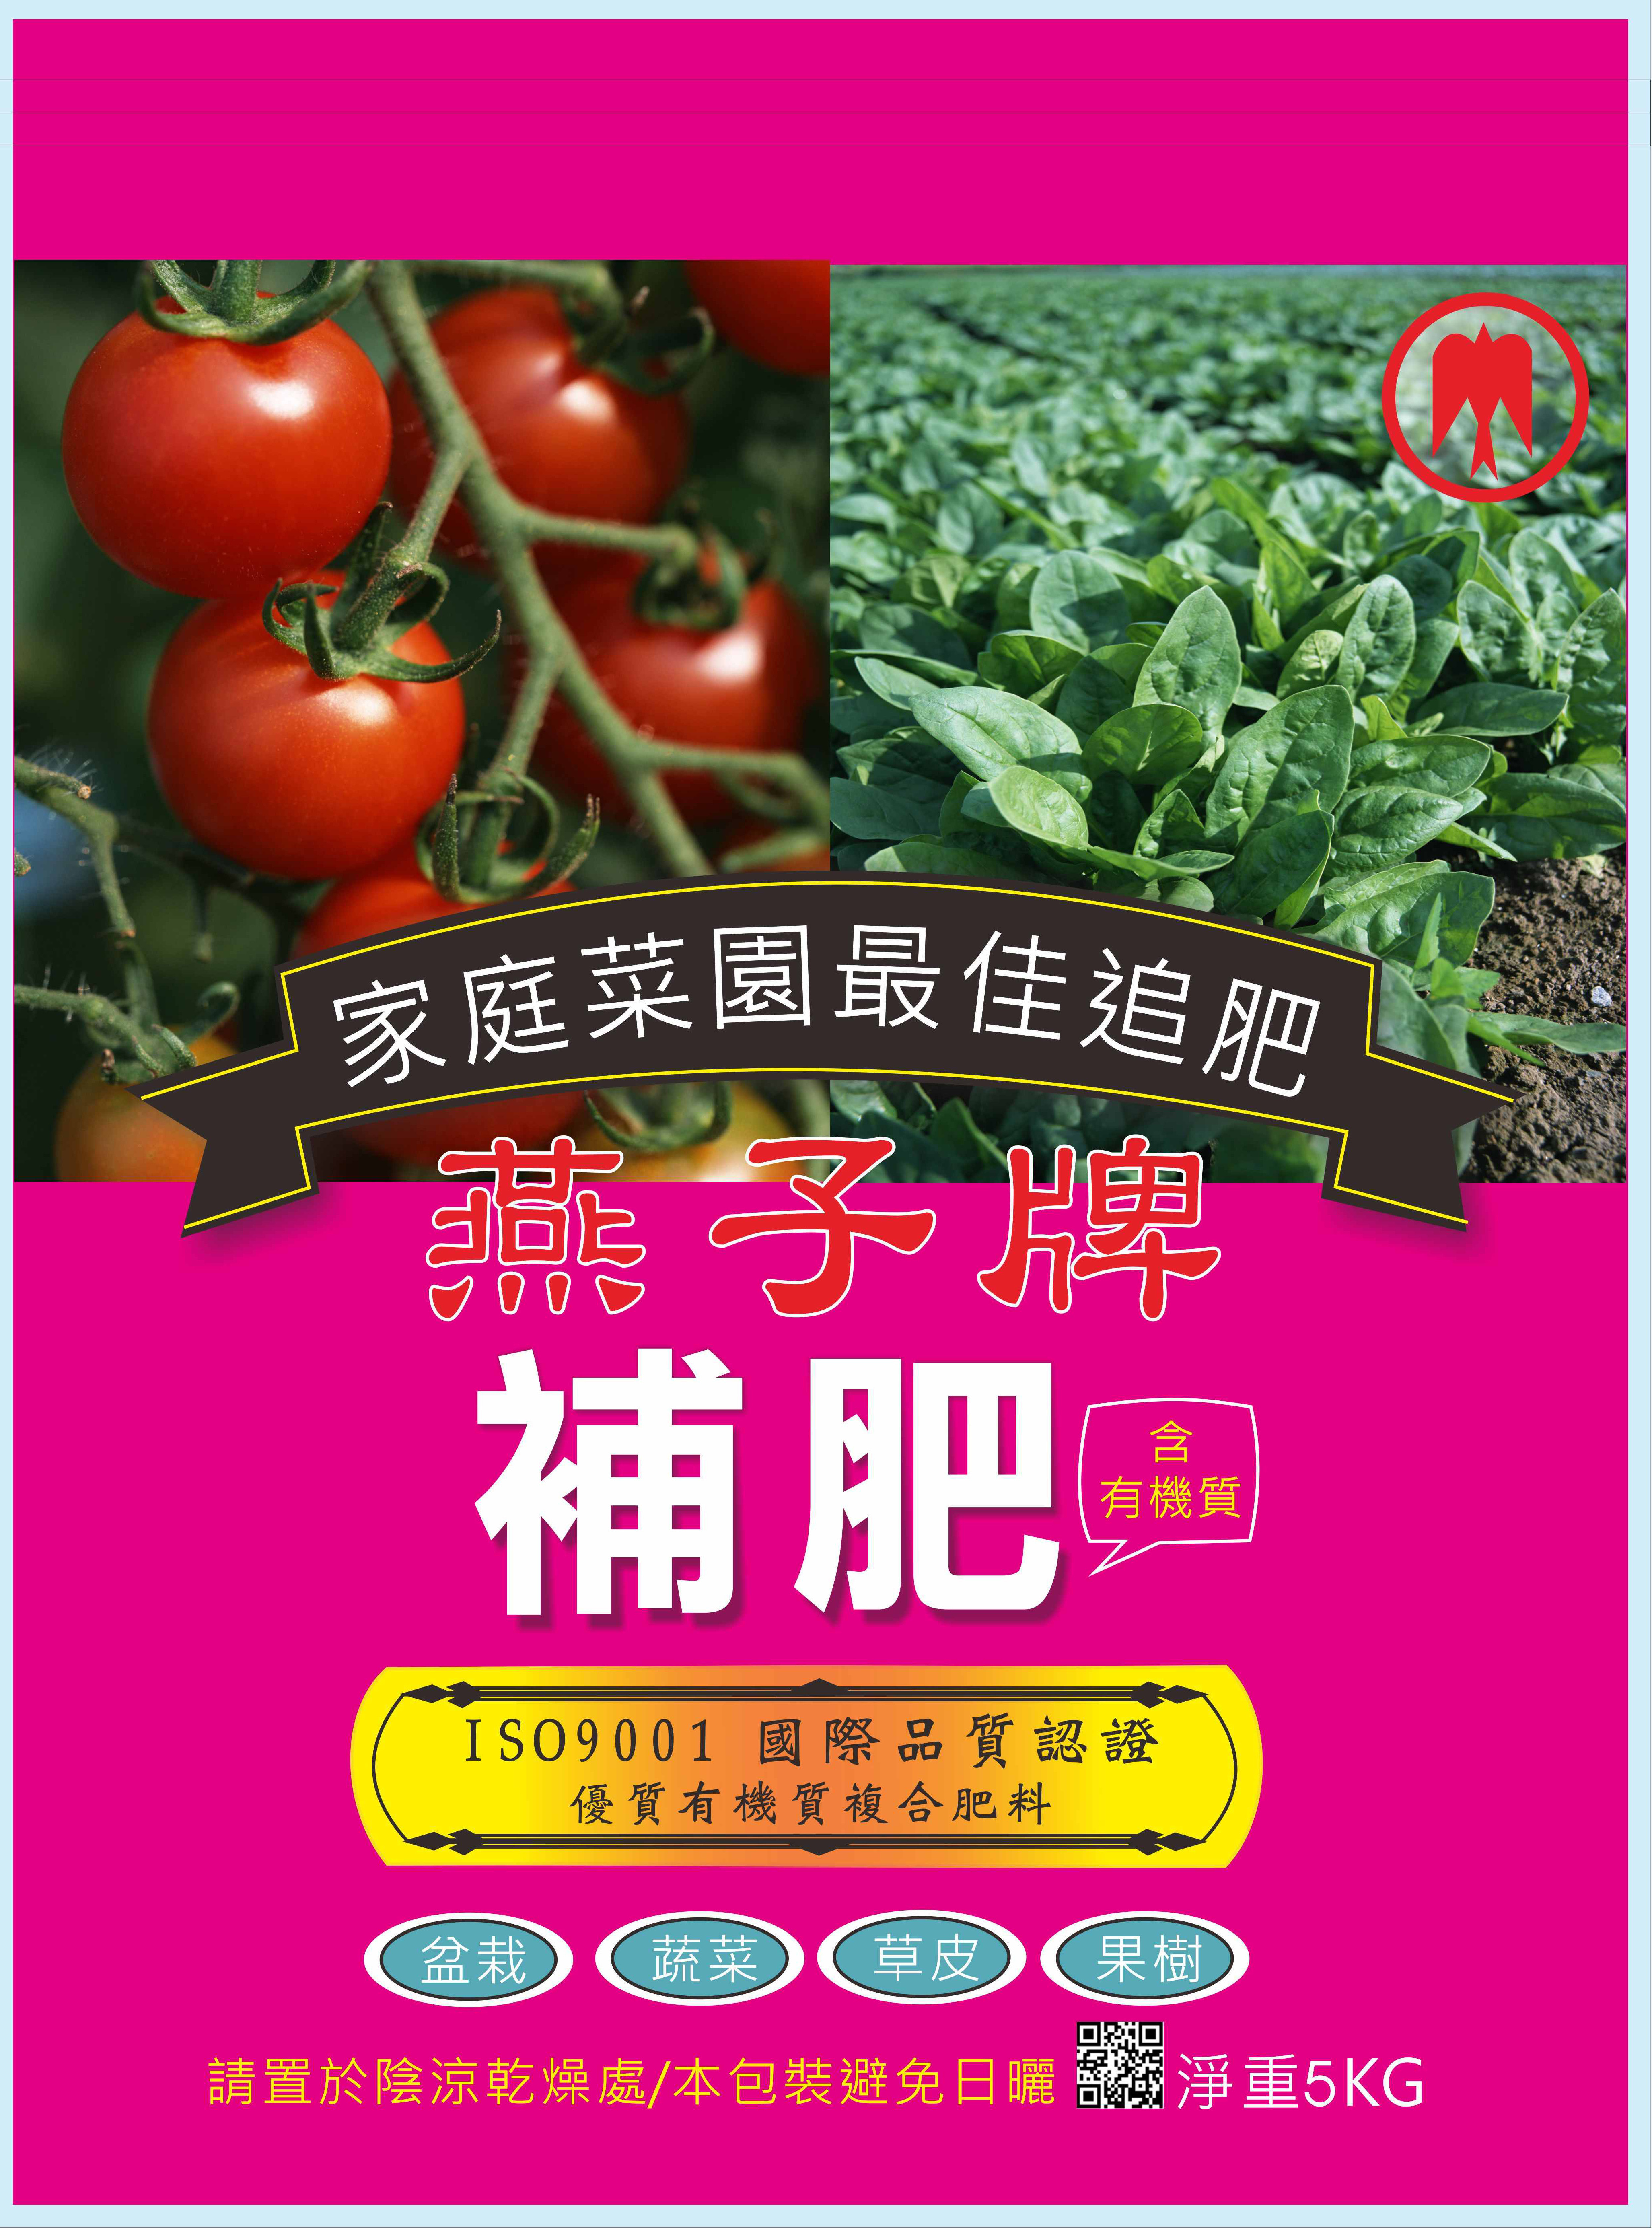 家庭菜園最佳追肥
燕子牌
補肥
含
有機質
ISO9001 國際品質認證
優質有機質複合肥料
盆栽 蔬菜 草皮 果樹
請置於陰涼乾燥處/本包裝避免日曬 淨重5KG